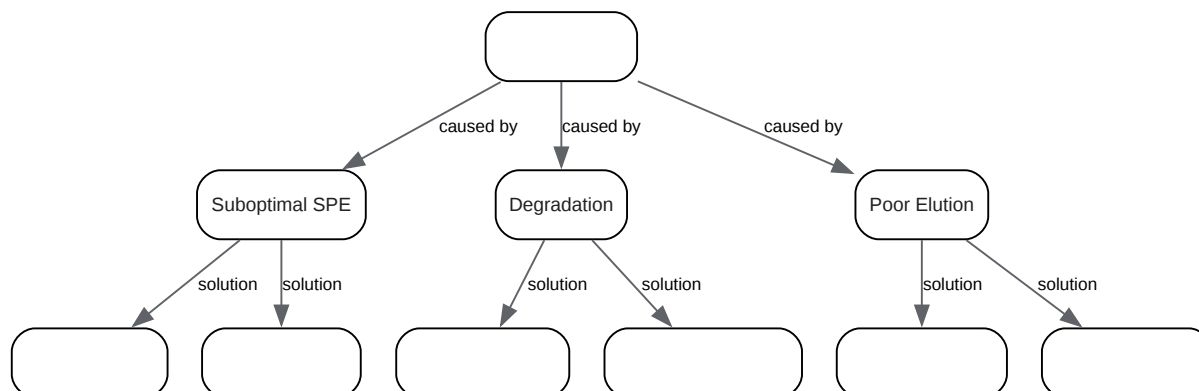 caused by
caused by
caused by
Suboptimal SPE
Degradation
Poor Elution
solution
solution
solution
solution
solution
solution